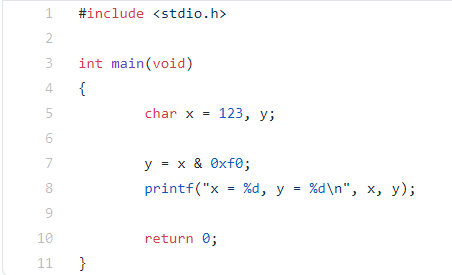 1 #include <stdio.h>
2
3 int main(void)
4 {
5 char x = 123, y;
6
7 y = x & 0xf0;
8 printf("x = %d, y = %d\n", x, y);
9
10 return 0;
11 }